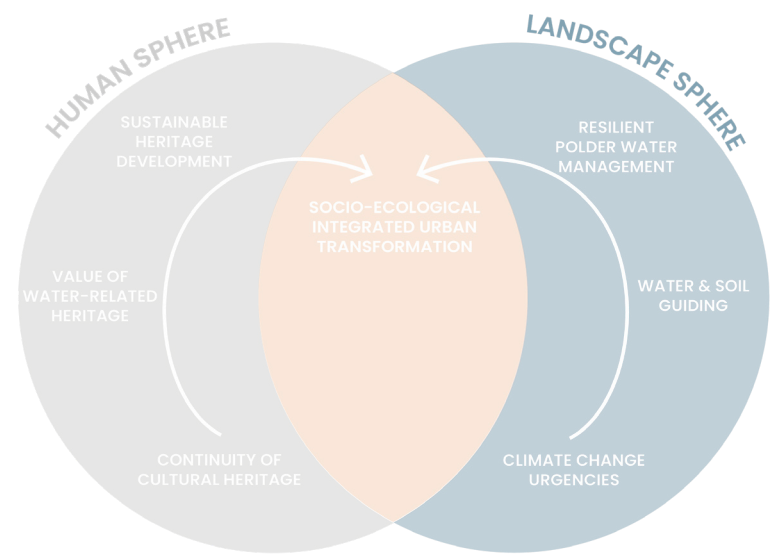 HUMAN SPHERE
LANDSCAPE SPHERE
SUSTAINABLE
HERITAGE
DEVELOPMENT
RESILIENT
POLDER WATER
MANAGEMENT
SOCIO-ECOLOGICAL
INTEGRATED URBAN
TRANSFORMATION
VALUE OF
WATER-RELATED
HERITAGE
WATER & SOIL
GUIDING
CONTINUITY OF
CULTURAL HERITAGE
CLIMATE CHANGE
URGENCIES